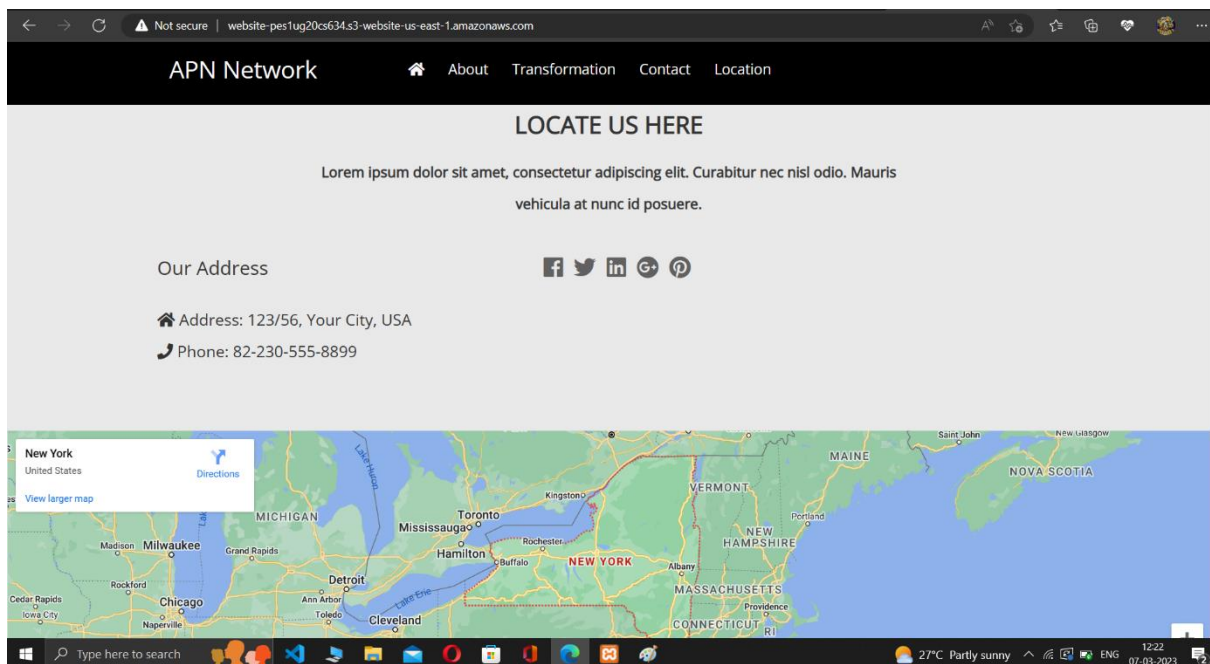 Not secure | website-pes1ug20cs634.s3-website-us-east-1.amazonaws.com
APN Network About Transformation Contact Location
LOCATE US HERE
Lorem ipsum dolor sit amet, consectetur adipiscing elit. Curabitur nec nisl odio. Mauris
vehicula at nunc id posuere.
Our Address
Address: 123/56, Your City, USA
Phone: 82-230-555-8899
New York
United States
Directions
View larger map
Lake Huron
Saint John
New Glasgow
MAINE
NOVA SCOTIA
VERMONT
Kingston
MICHIGAN
Toronto
Mississauga
Portland
NEW
HAMPSHIRE
Madison
Milwaukee
Grand Rapids
Hamilton
Rochester
Buffalo
NEW YORK
Albany
MASSACHUSETTS
Rockford
Detroit
Cedar Rapids
Chicago
Ann Arbor
Lake Erie
Providence
Iowa City
Naperville
Toledo
Cleveland
CONNECTICUT
RI
Type here to search
27°C Partly sunny
ENG
12:22
07-03-2023
2